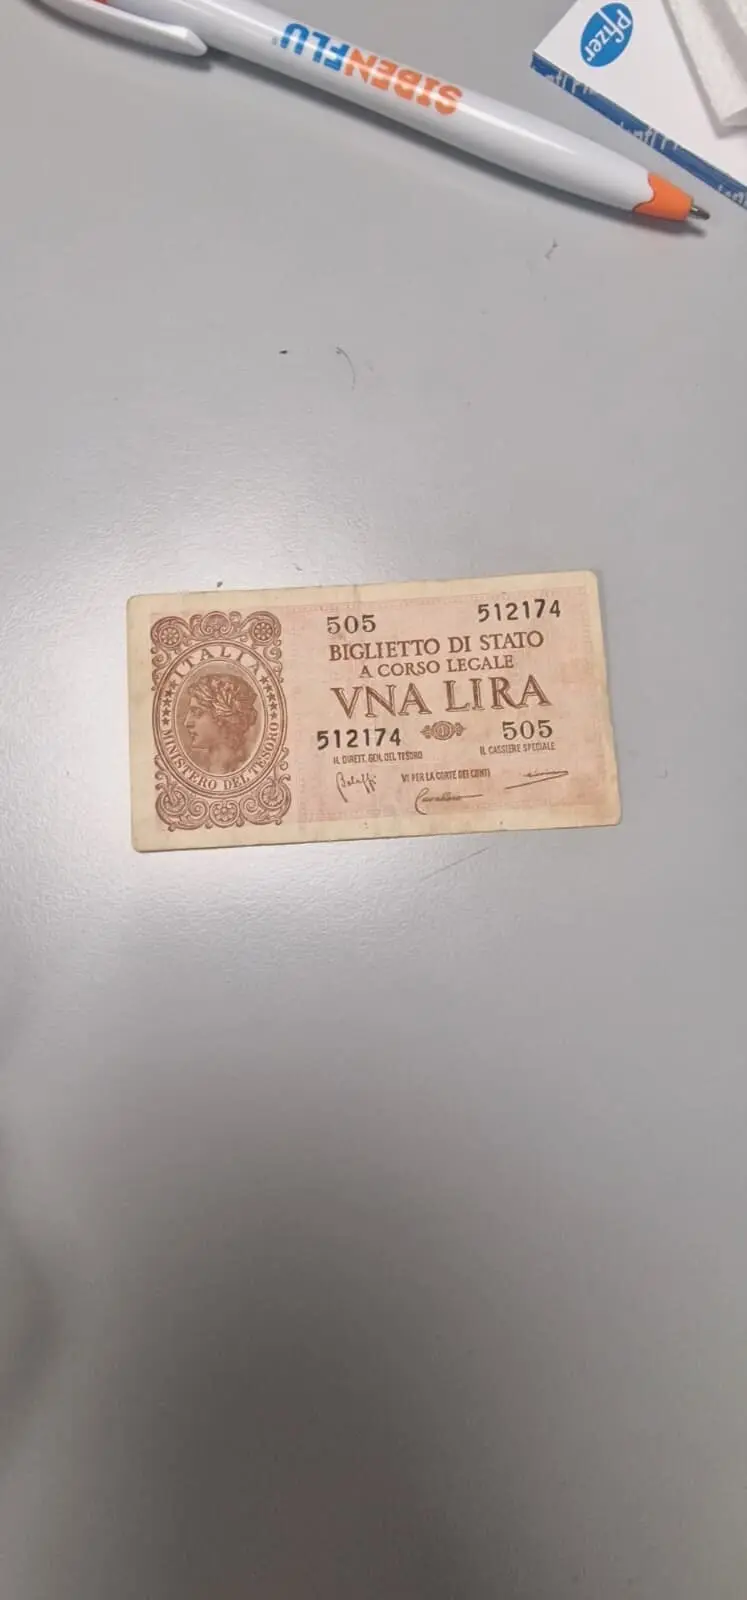 SIBENFLU
Pfizer
505 512174
BIGLIETTO DI STATO
A CORSO LEGALE
VNA LIRA
512174 505
IL DIRETT. GEN. DEL TESORO IL CASSIERE SPECIALE
VI PER LA CORTE DEI CONTI
ITALIA
MINISTERO DEL TESORO